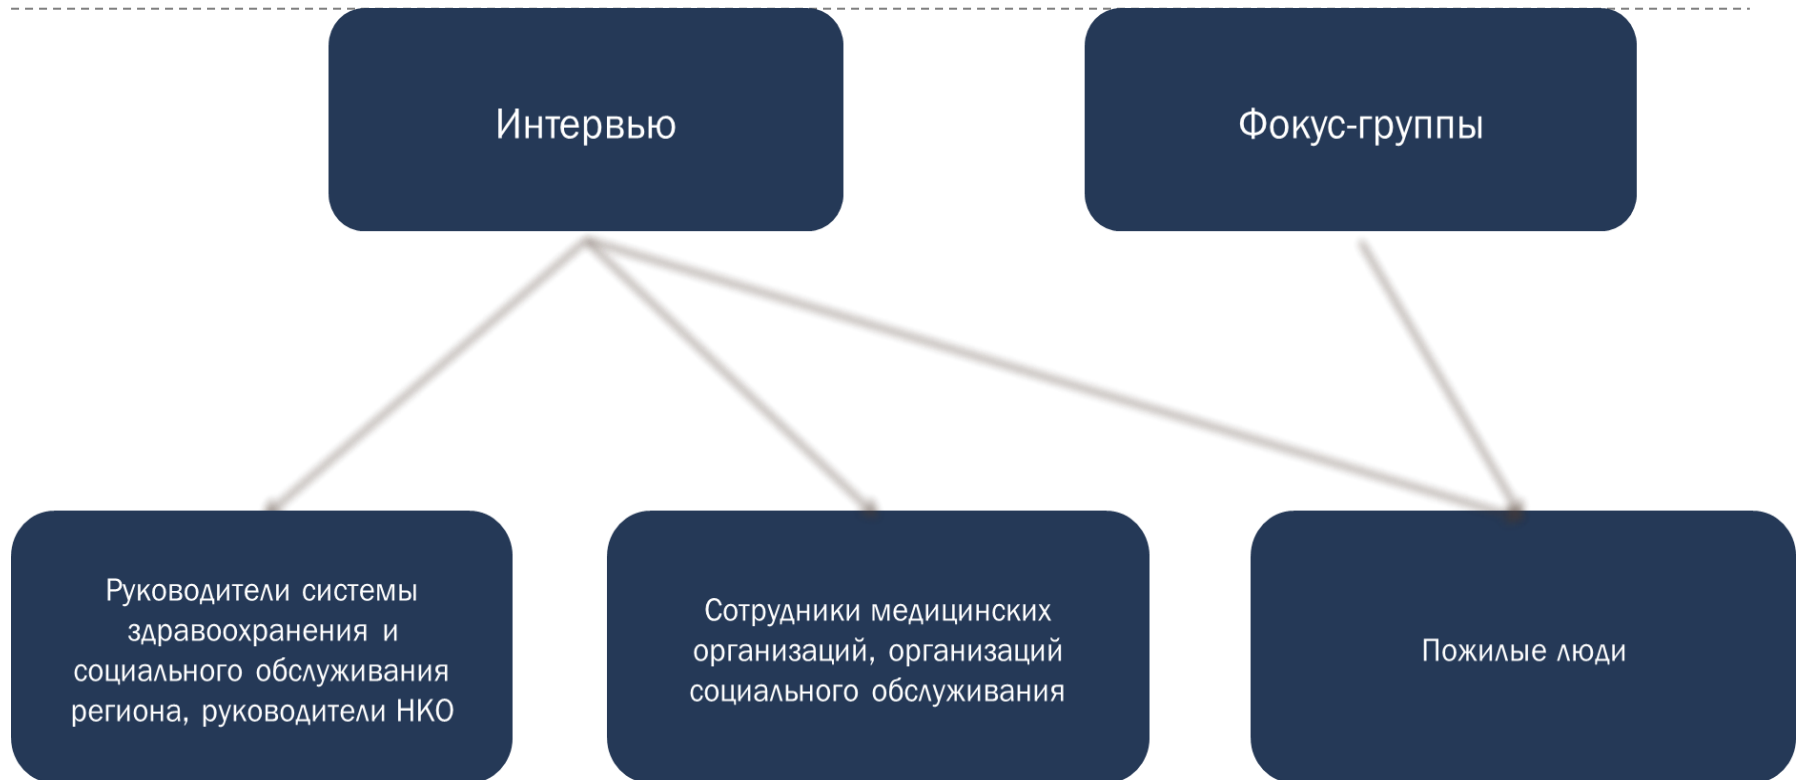 Интервью
Фокус-группы
Руководители системы
здравоохранения и
социального обслуживания
региона, руководители НКО
Сотрудники медицинских
организаций, организаций
социального обслуживания
Пожилые люди